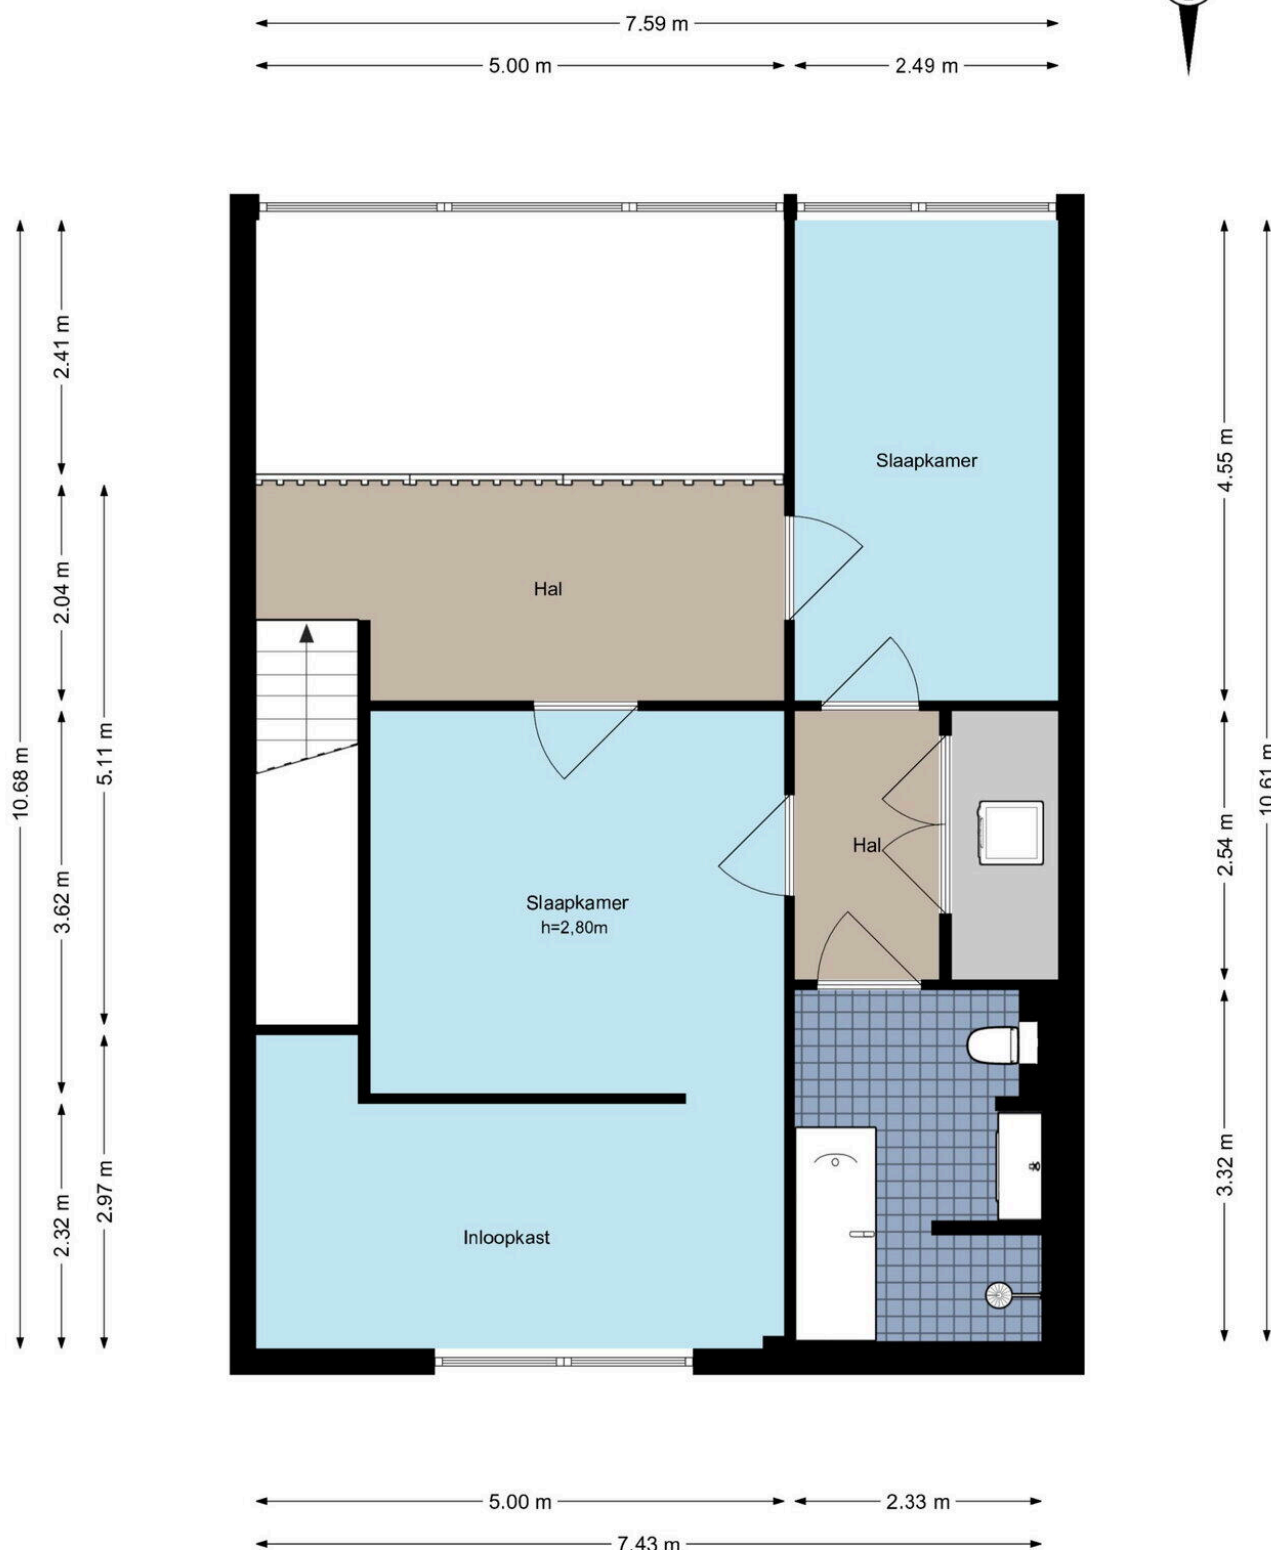 7.59 m
5.00 m
2.49 m
2.41 m
4.55 m
Slaapkamer
2.04 m
Hal
10.68 m
5.11 m
10.61 m
3.62 m
2.54 m
Hal
Slaapkamer
h=2,80m
3.32 m
2.97 m
2.32 m
Inloopkast
5.00 m
2.33 m
7.43 m